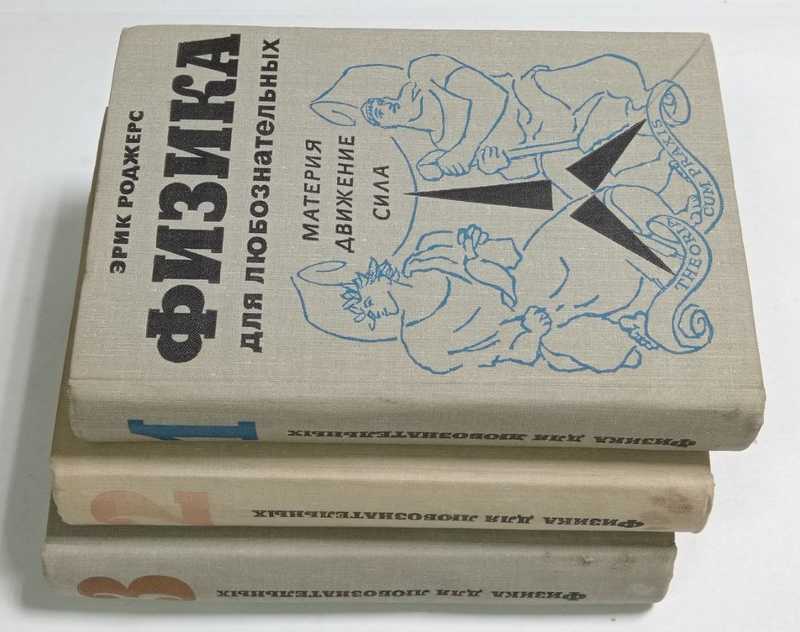 ЭРИК РОДЖЕРС
ФИЗИКА
ДЛЯ ЛЮБОЗНАТЕЛЬНЫХ
МАТЕРИЯ
ДВИЖЕНИЕ
СИЛА
THEORIA
CUM PRAXIS
1
ФИЗИКА ДЛЯ ЛЮБОЗНАТЕЛЬНЫХ
2
ФИЗИКА ДЛЯ ЛЮБОЗНАТЕЛЬНЫХ
3
ФИЗИКА ДЛЯ ЛЮБОЗНАТЕЛЬНЫХ